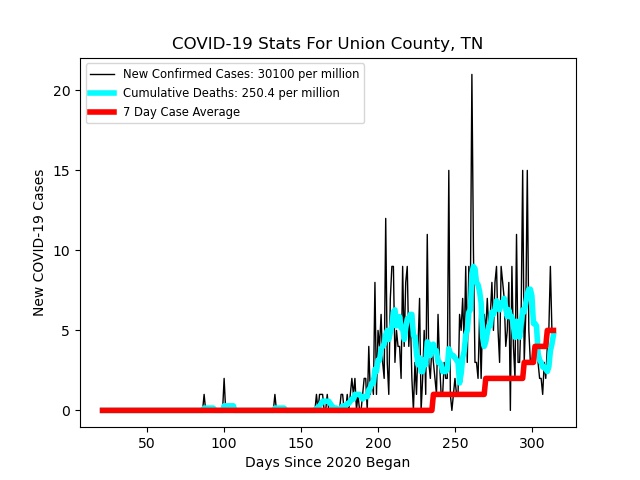 COVID-19 Stats For Union County, TN
New Confirmed Cases: 30100 per million
Cumulative Deaths: 250.4 per million
7 Day Case Average
New COVID-19 Cases
20
15
10
5
0
50 100 150 200 250 300
Days Since 2020 Began